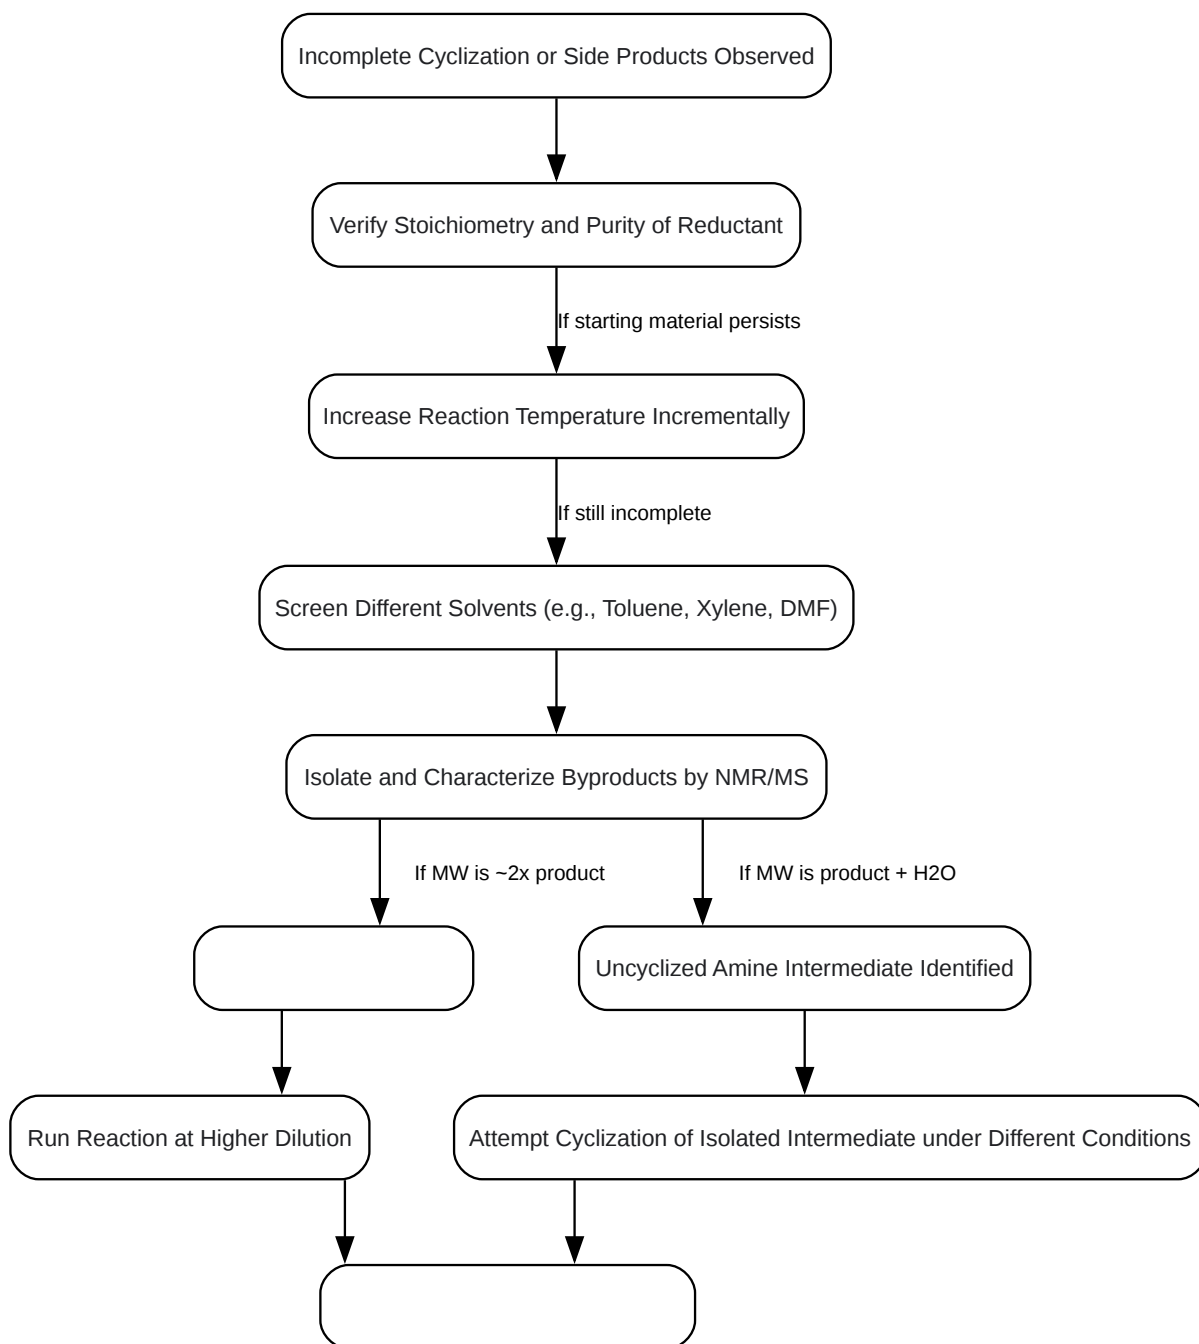 Incomplete Cyclization or Side Products Observed
Verify Stoichiometry and Purity of Reductant
If starting material persists
Increase Reaction Temperature Incrementally
If still incomplete
Screen Different Solvents (e.g., Toluene, Xylene, DMF)
Isolate and Characterize Byproducts by NMR/MS
If MW is ~2x product
If MW is product + H2O
Uncyclized Amine Intermediate Identified
Run Reaction at Higher Dilution
Attempt Cyclization of Isolated Intermediate under Different Conditions